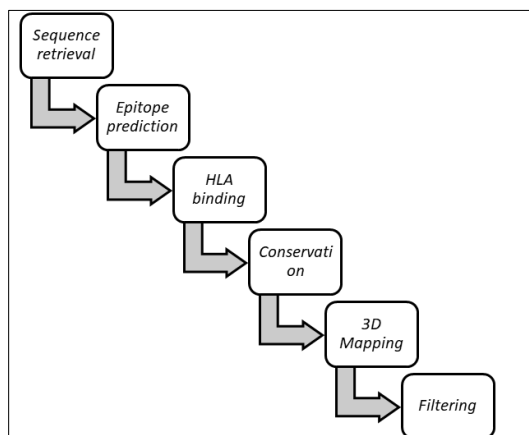 Sequence
retrieval
Epitope
prediction
HLA
binding
Conservati
on
3D
Mapping
Filtering